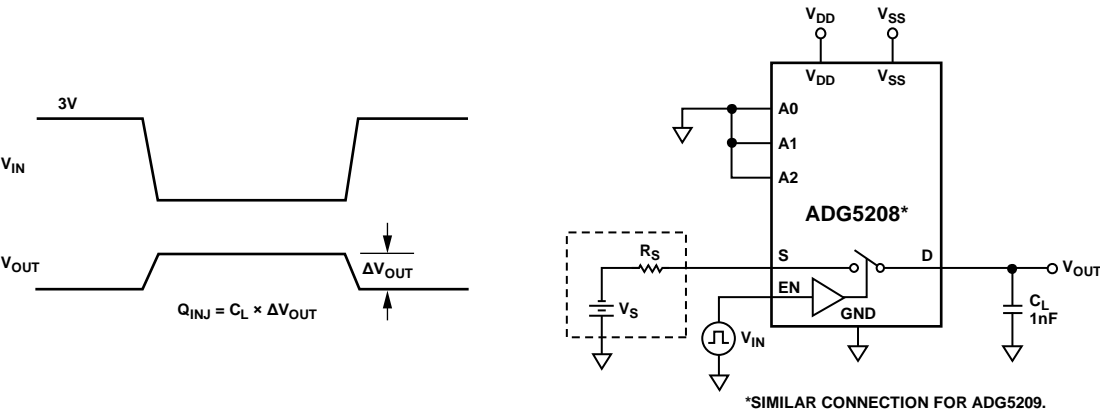 3V
VIN
VOUT
ΔVOUT
QINJ = CL × ΔVOUT
VDD
VSS
VDD
VSS
A0
A1
A2
ADG5208*
RS
S
D
VOUT
EN
VS
GND
CL
1nF
VIN
*SIMILAR CONNECTION FOR ADG5209.